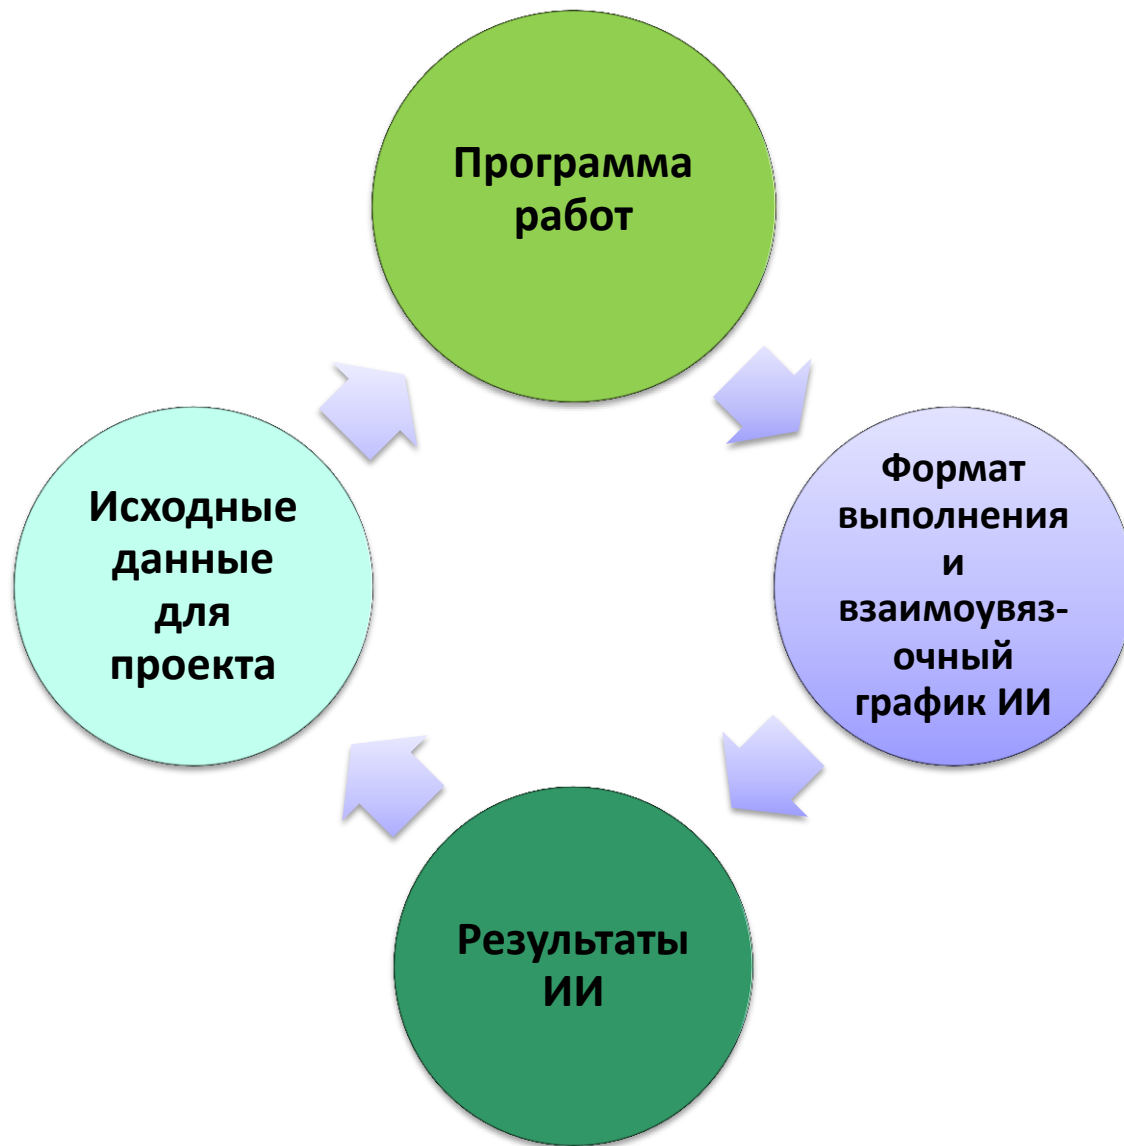 Программа
работ
Формат
выполнения
и
взаимоувяз-
очный
график ИИ
Результаты
ИИ
Исходные
данные
для
проекта